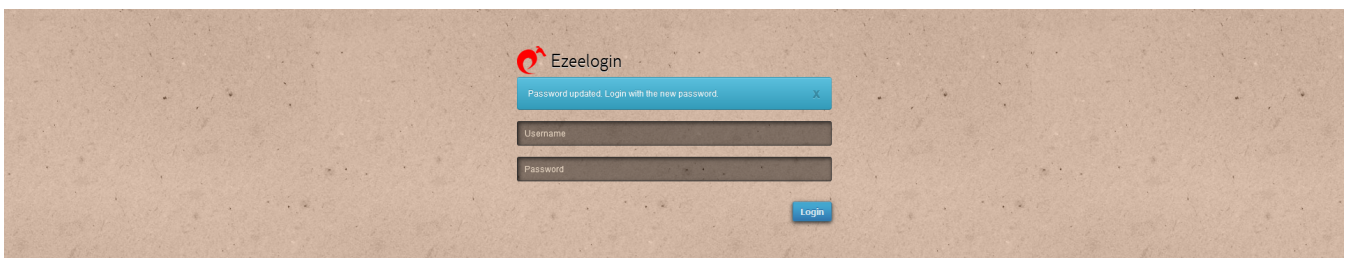 Ezeelogin
Password updated. Login with the new password.
x
Username
Password
Login